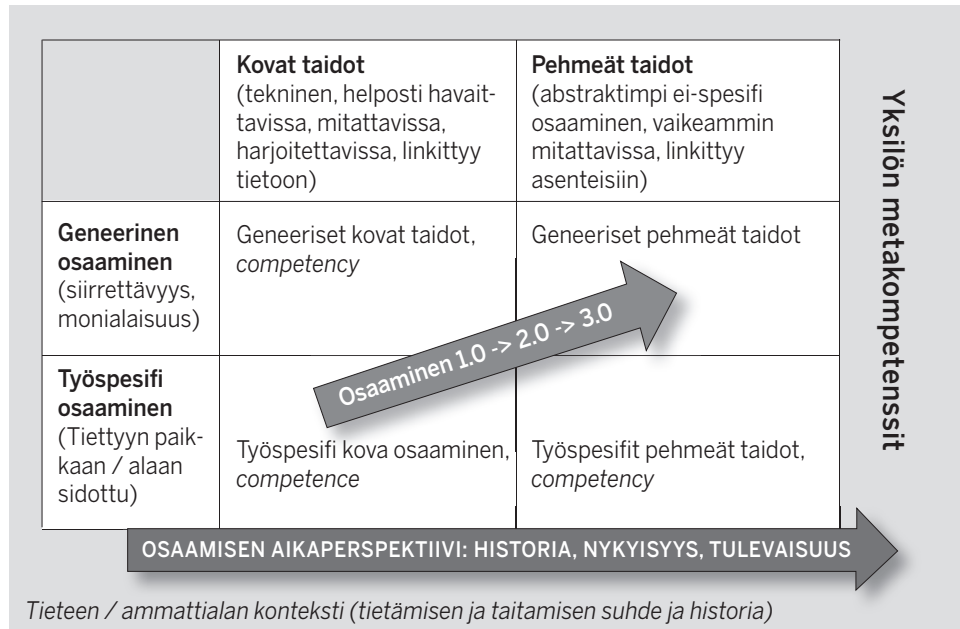 Kovat taidot
(tekninen, helposti havait-
tavissa, mitattavissa,
harjoitettavissa, linkittyy
tietoon)
Pehmeät taidot
(abstraktimpi ei-spesifi
osaaminen, vaikeammin
mitattavissa, linkittyy
asenteisiin)
Geneerinen
osaaminen
(siirrettävyys,
monialaisuus)
Geneeriset kovat taidot,
competency
Geneeriset pehmeät taidot
Osaaminen 1.0 -> 2.0 -> 3.0
Työspesifi
osaaminen
(Tiettyyn paik-
kaan / alaan
sidottu)
Työspesifi kova osaaminen,
competence
Työspesifit pehmeät taidot,
competency
Yksilön metakompetenssit
OSAAMISEN AIKAPERSPEKTIIVI: HISTORIA, NYKYISYYS, TULEVAISUUS
Tieteen / ammattialan konteksti (tietämisen ja taitamisen suhde ja historia)